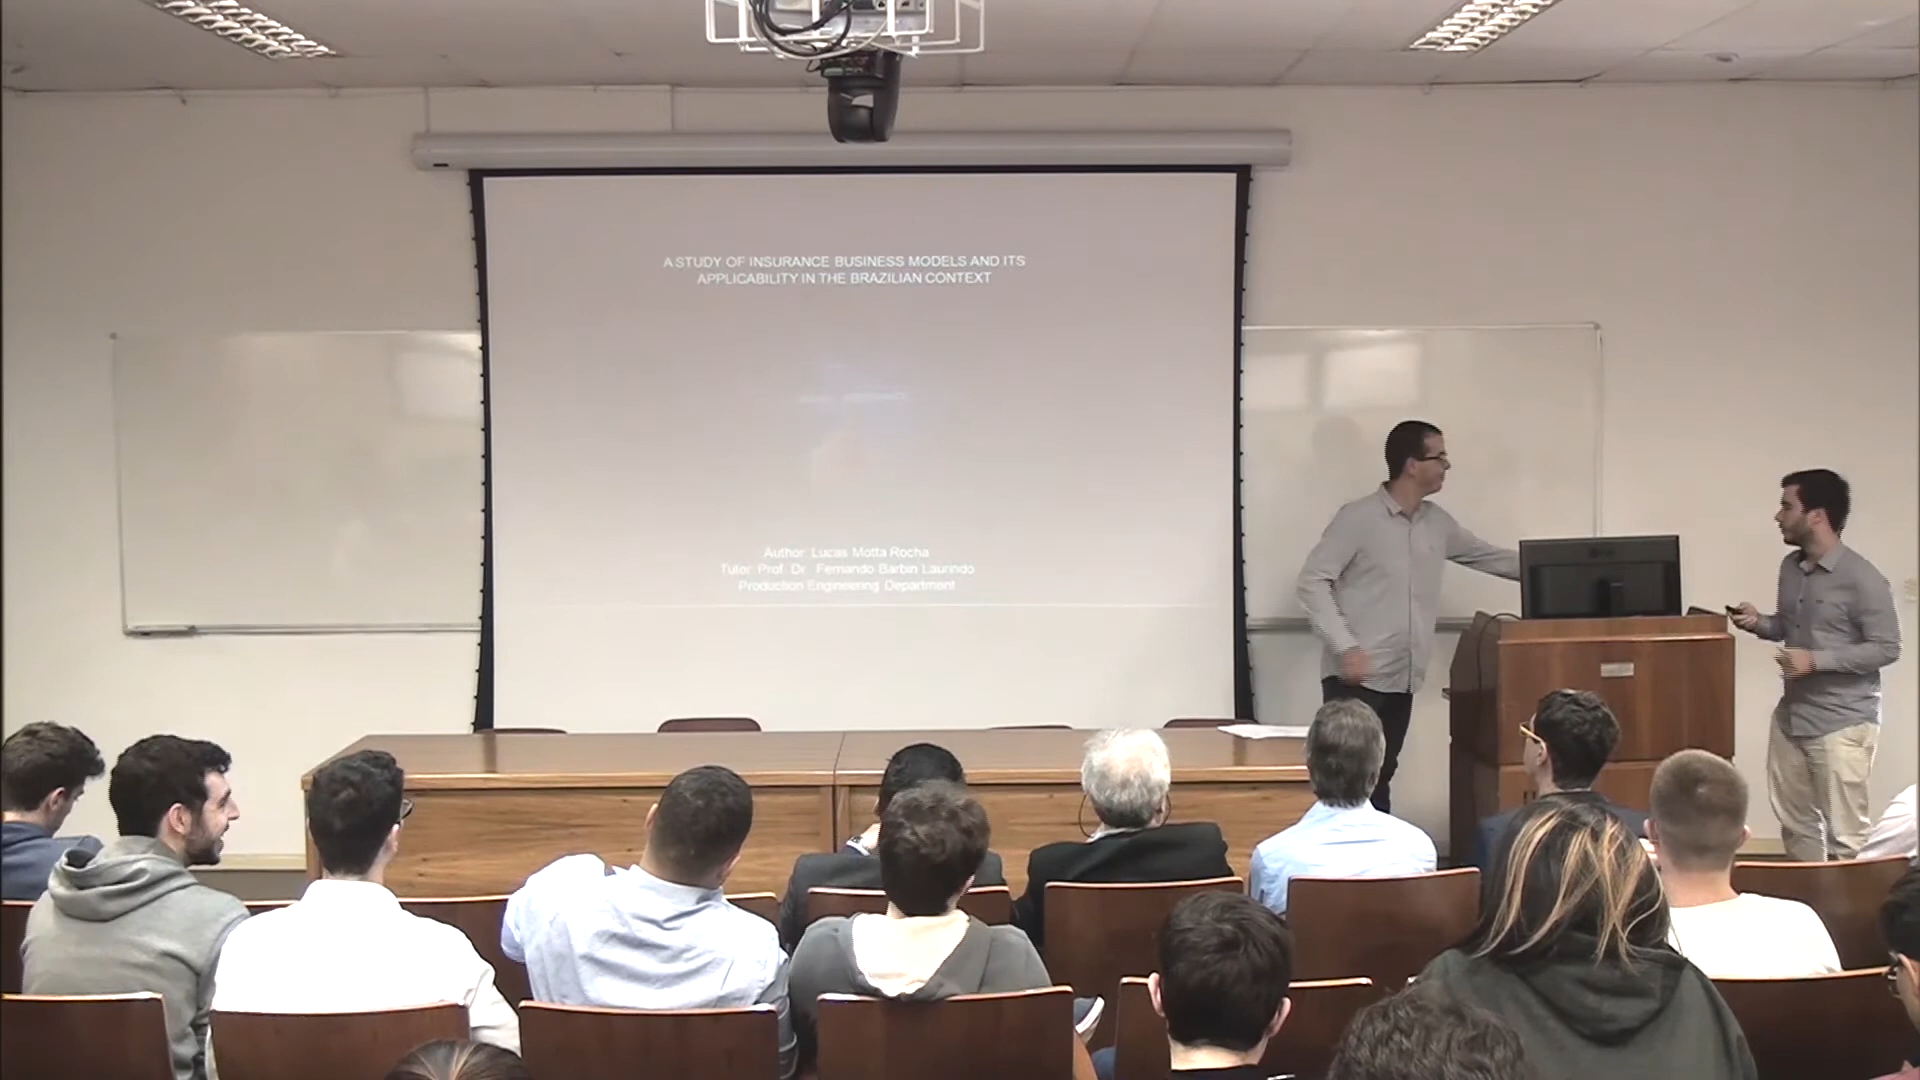 A STUDY OF INSURANCE BUSINESS MODELS AND ITS
APPLICABILITY IN THE BRAZILIAN CONTEXT
Author: Lucas Motta Rocha
Tutor: Prof. Dr. Fernando Barbin Laurindo
Production Engineering Department